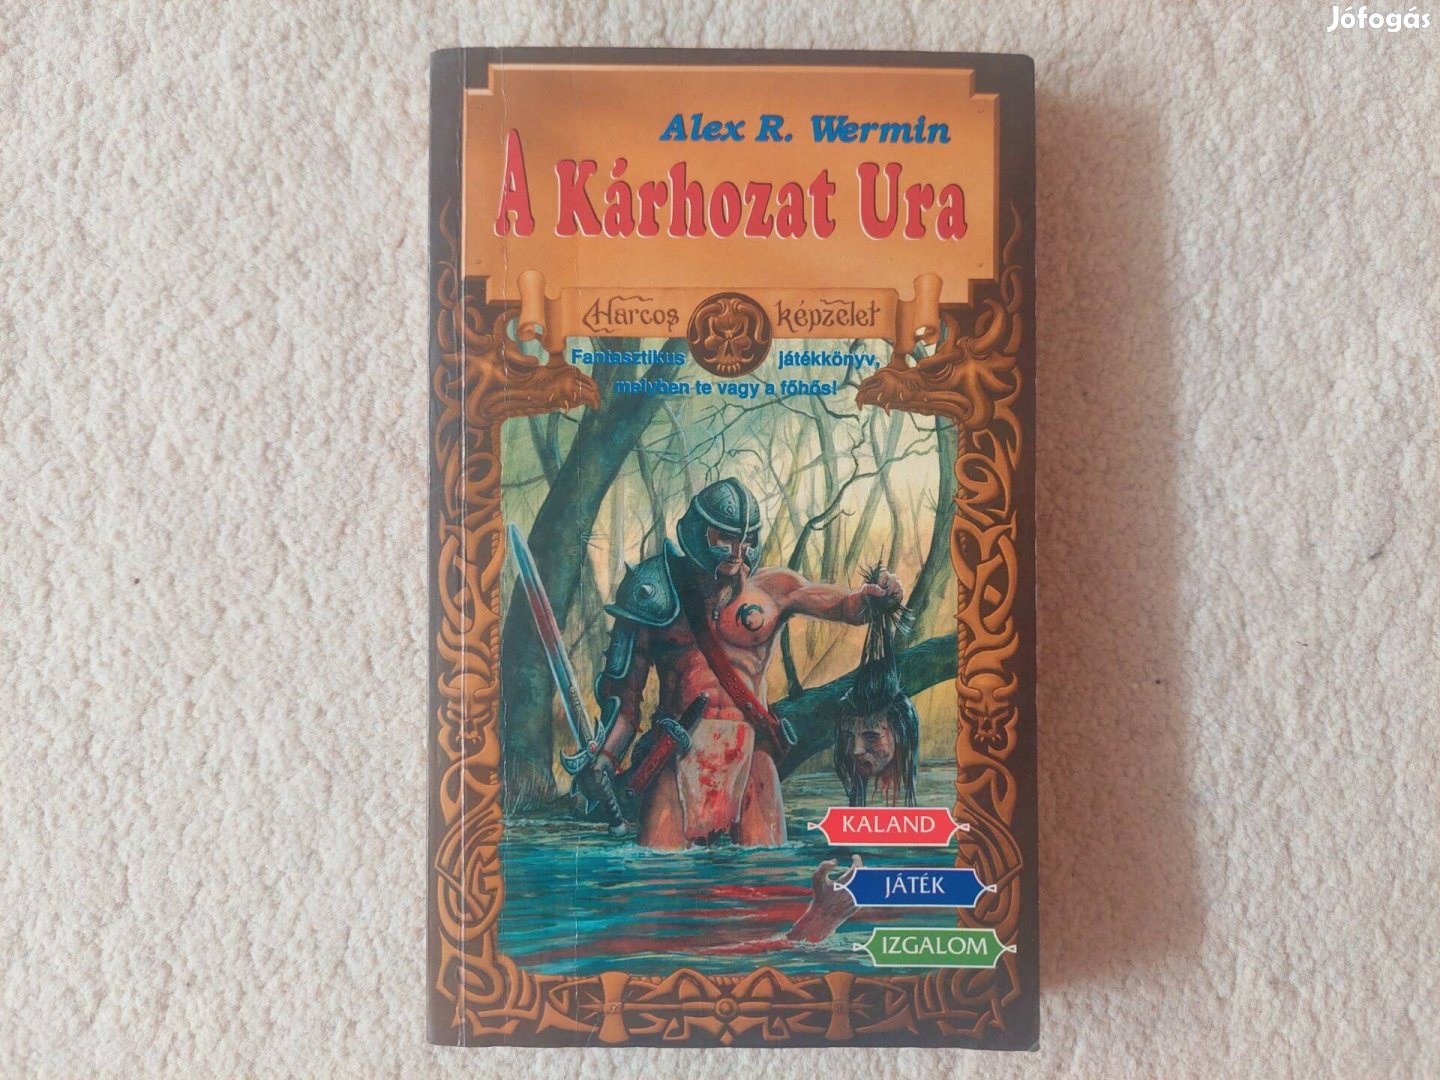 Jófogás
Alex R. Wermin
A Kárhozat Ura
Harcos képzelet
Fantasztikus játékkönyv,
melyben te vagy a főhős!
KALAND
JÁTÉK
IZGALOM